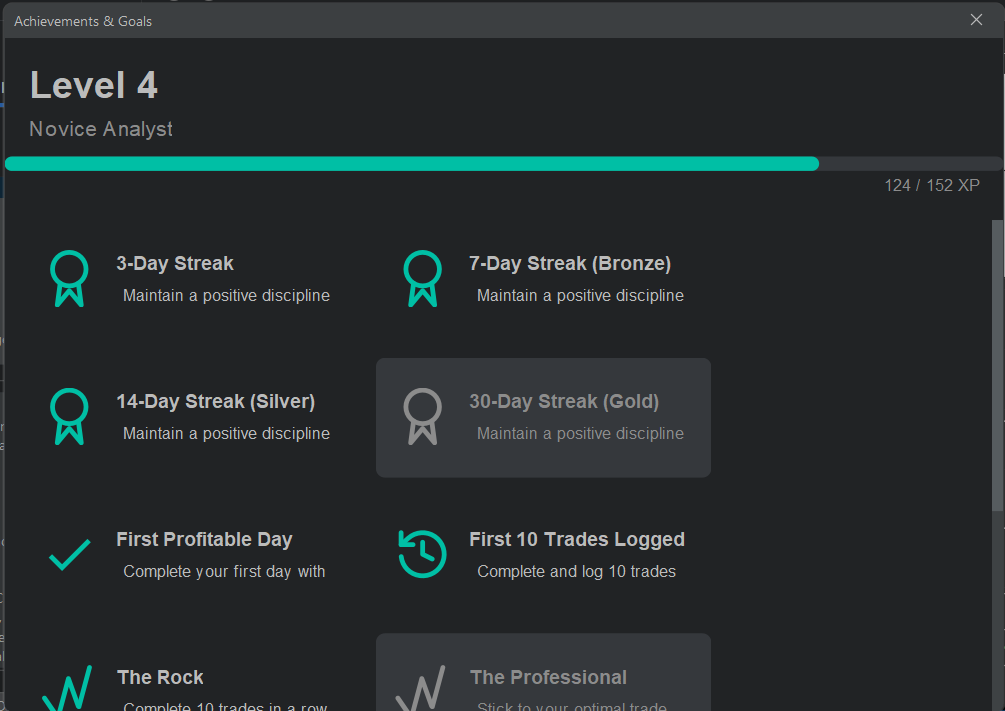 Achievements & Goals
Level 4
Novice Analyst
124 / 152 XP
3-Day Streak
Maintain a positive discipline
7-Day Streak (Bronze)
Maintain a positive discipline
14-Day Streak (Silver)
Maintain a positive discipline
30-Day Streak (Gold)
Maintain a positive discipline
First Profitable Day
Complete your first day with
First 10 Trades Logged
Complete and log 10 trades
The Rock
Complete 10 trades in a row
The Professional
Stick to your optimal trade